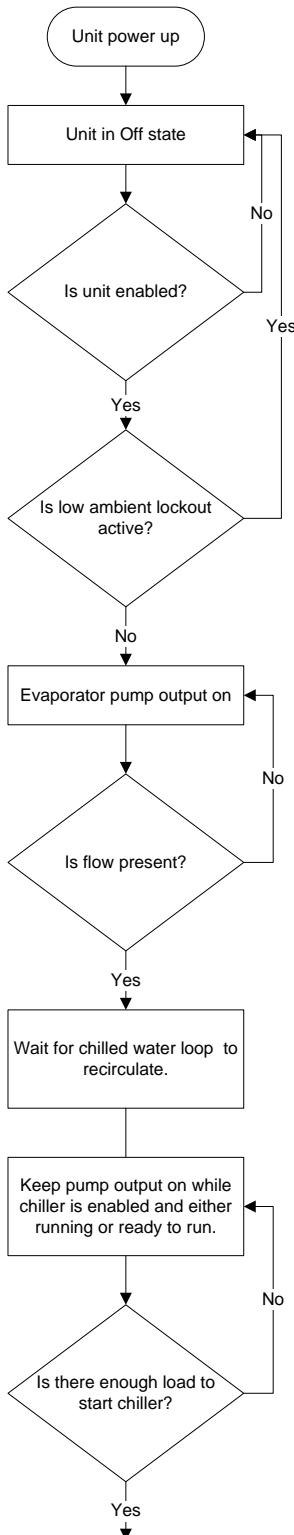 Unit power up
Unit in Off state
No
Is unit enabled?
Yes
Yes
Is low ambient lockout
active?
No
Evaporator pump output on
No
Is flow present?
Yes
Wait for chilled water loop to
recirculate.
Keep pump output on while
chiller is enabled and either
running or ready to run.
No
Is there enough load to
start chiller?
Yes